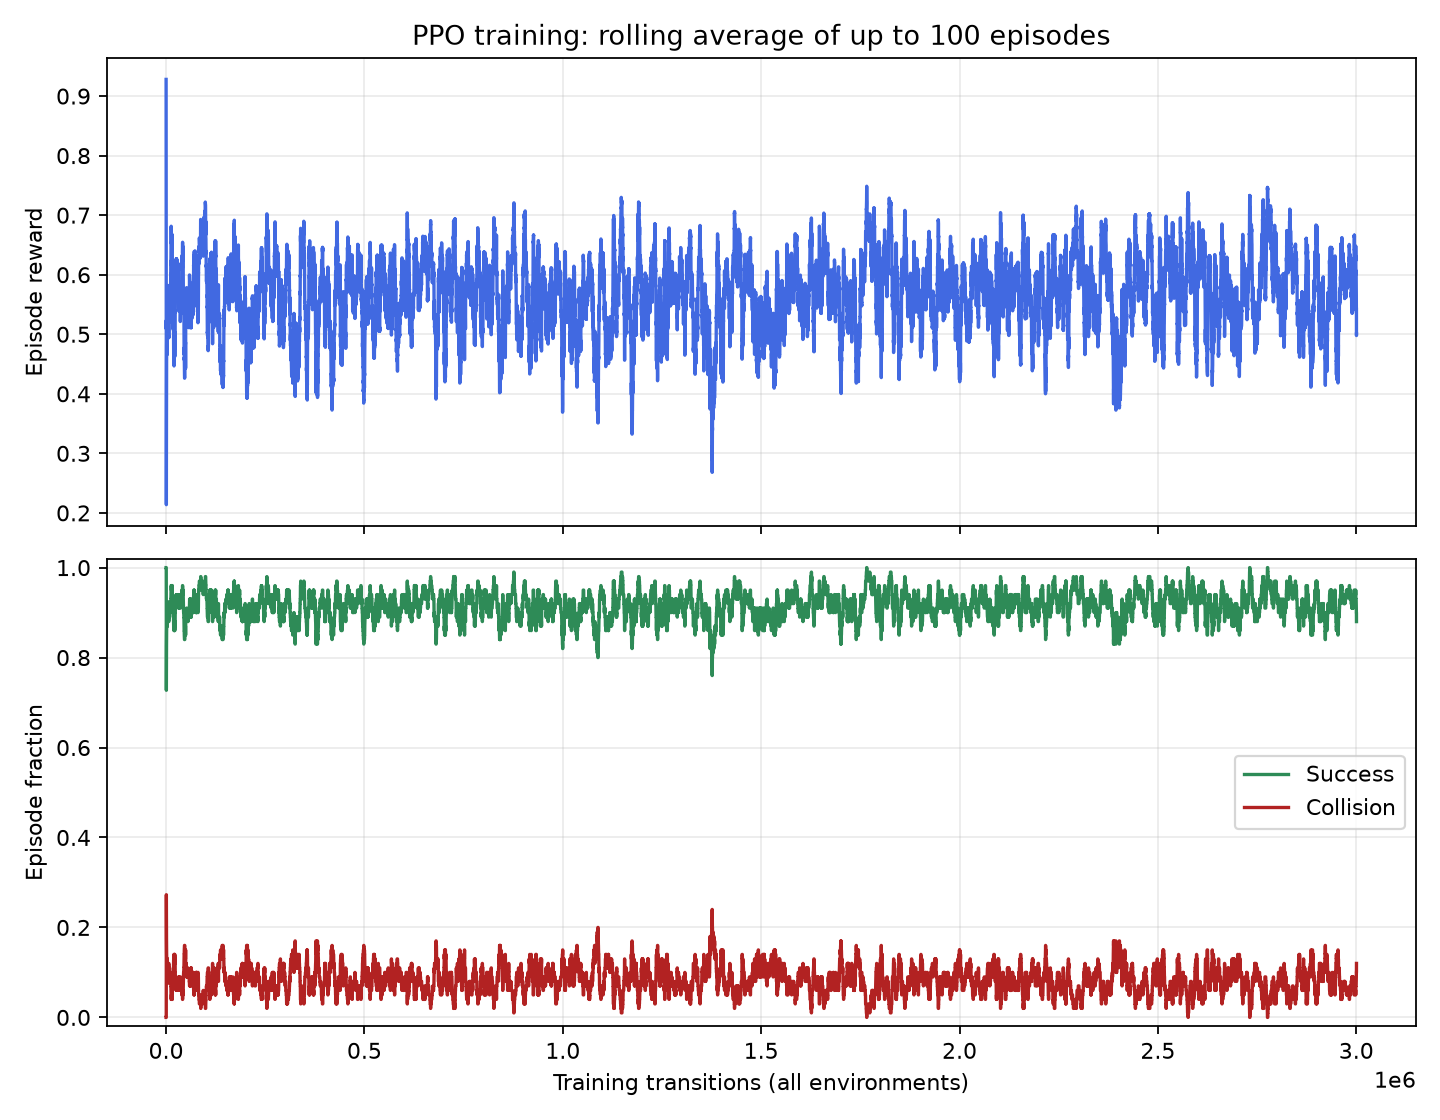 PPO training: rolling average of up to 100 episodes
Episode reward
0.9
0.8
0.7
0.6
0.5
0.4
0.3
0.2
Episode fraction
1.0
0.8
0.6
0.4
0.2
0.0
Success
Collision
0.0 0.5 1.0 1.5 2.0 2.5 3.0
Training transitions (all environments)
1e6